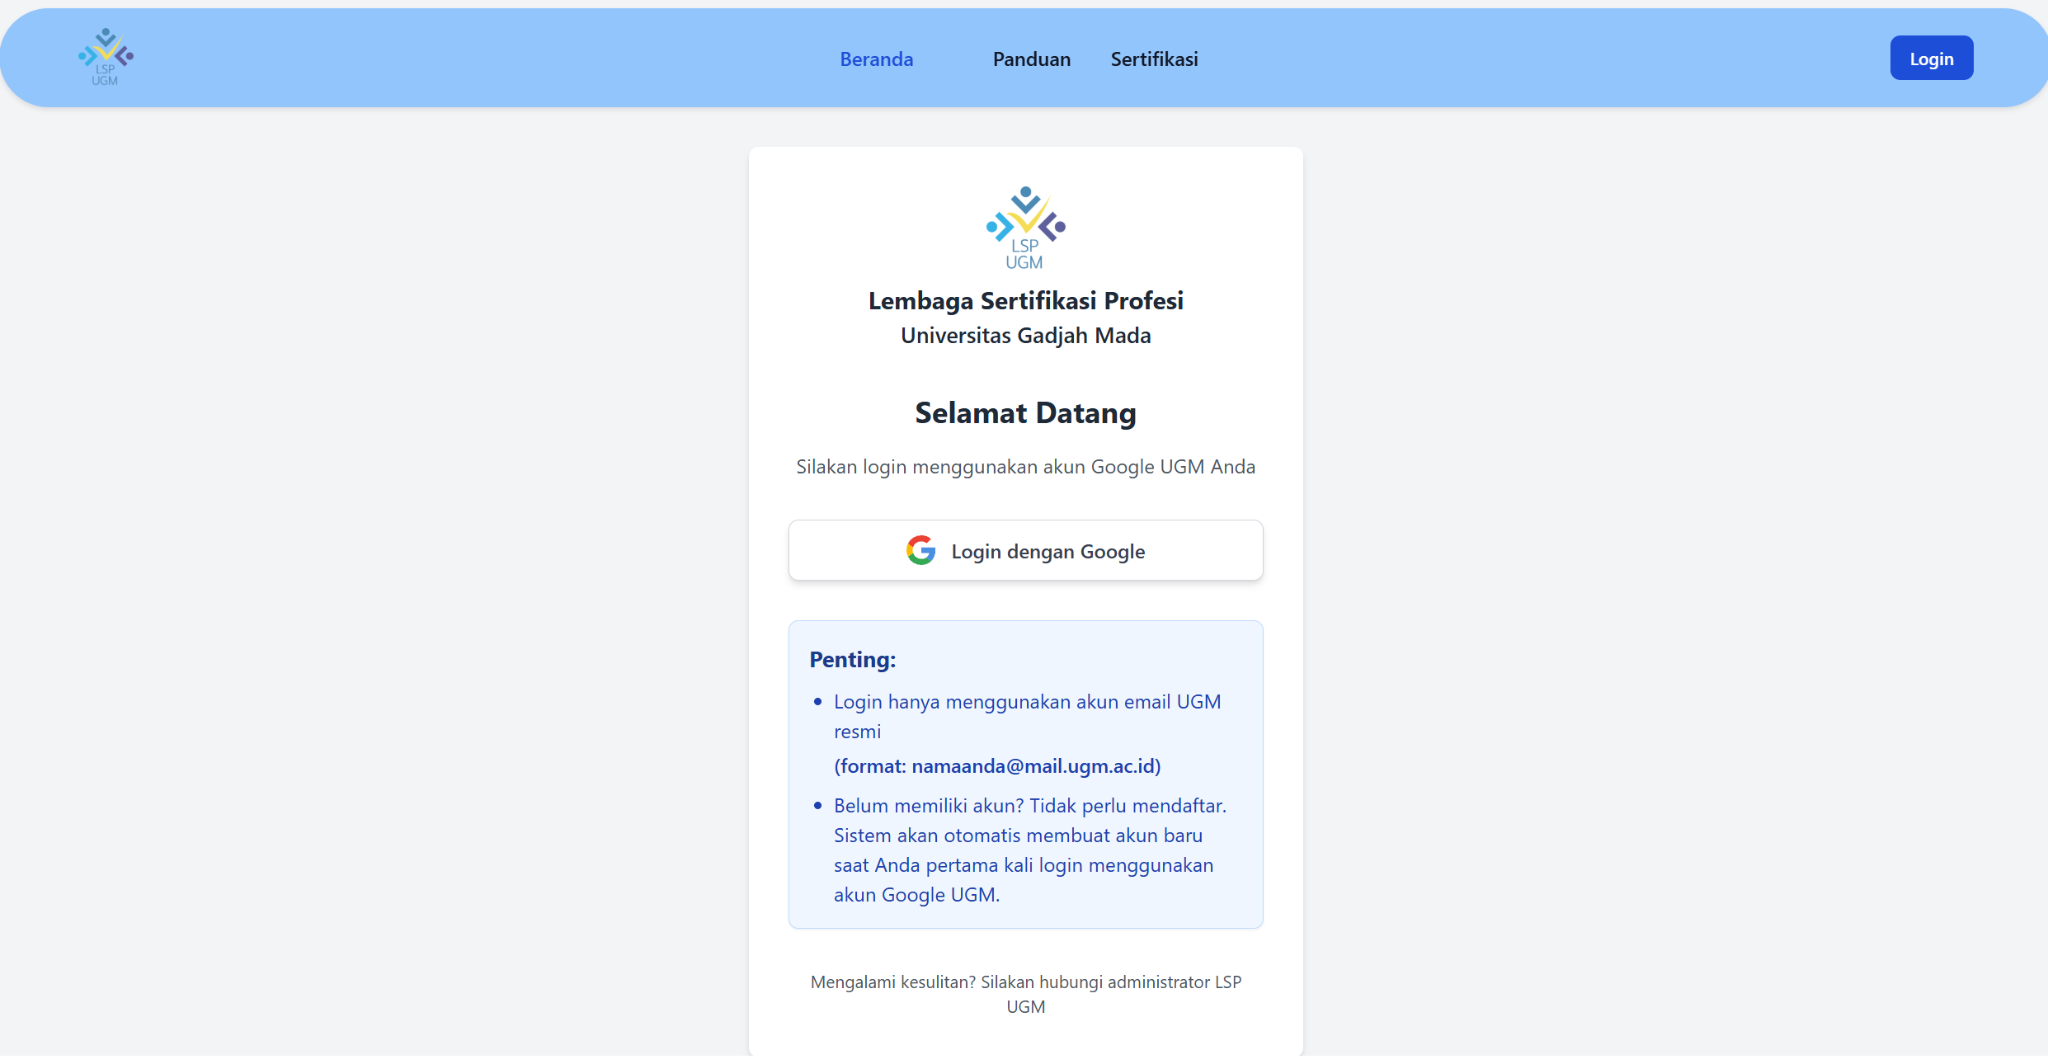 LSP
UGM
Beranda
Panduan
Sertifikasi
Login
LSP
UGM
Lembaga Sertifikasi Profesi
Universitas Gadjah Mada
Selamat Datang
Silakan login menggunakan akun Google UGM Anda
Login dengan Google
Penting:
Login hanya menggunakan akun email UGM
resmi
(format: namaanda@mail.ugm.ac.id)
Belum memiliki akun? Tidak perlu mendaftar.
Sistem akan otomatis membuat akun baru
saat Anda pertama kali login menggunakan
akun Google UGM.
Mengalami kesulitan? Silakan hubungi administrator LSP
UGM